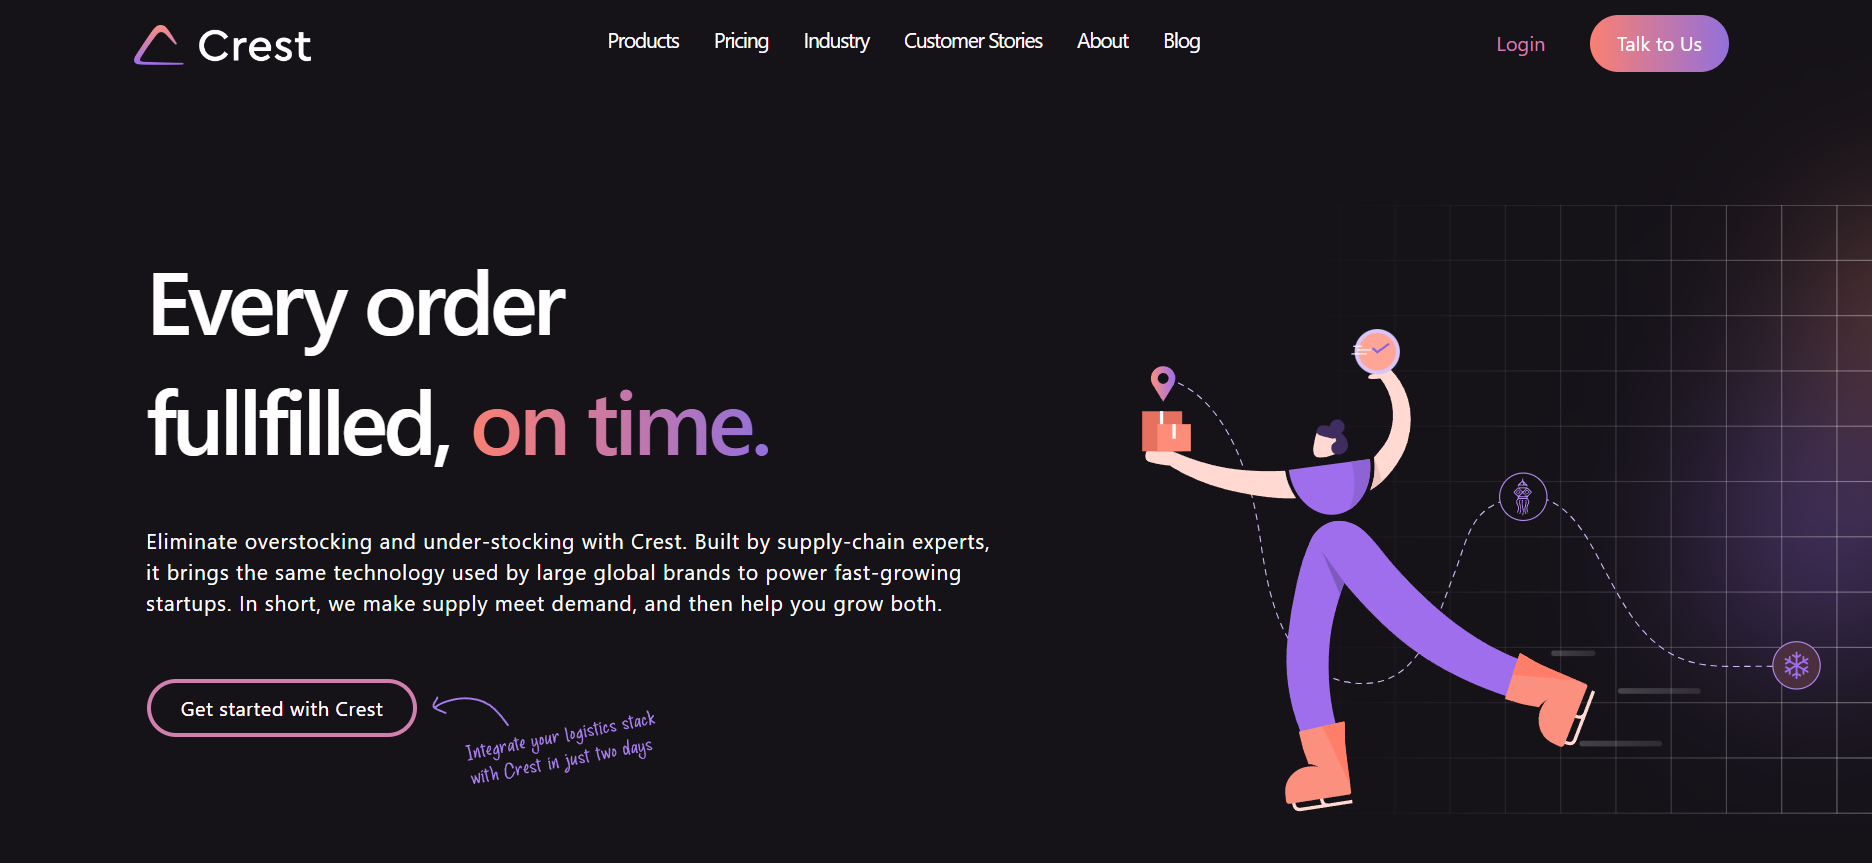 Crest
Products Pricing Industry Customer Stories About Blog
Login
Talk to Us
Every order
fullfilled, on time.
Eliminate overstocking and under-stocking with Crest. Built by supply-chain experts,
it brings the same technology used by large global brands to power fast-growing
startups. In short, we make supply meet demand, and then help you grow both.
Get started with Crest
Integrate your logistics stack
with Crest in just two days